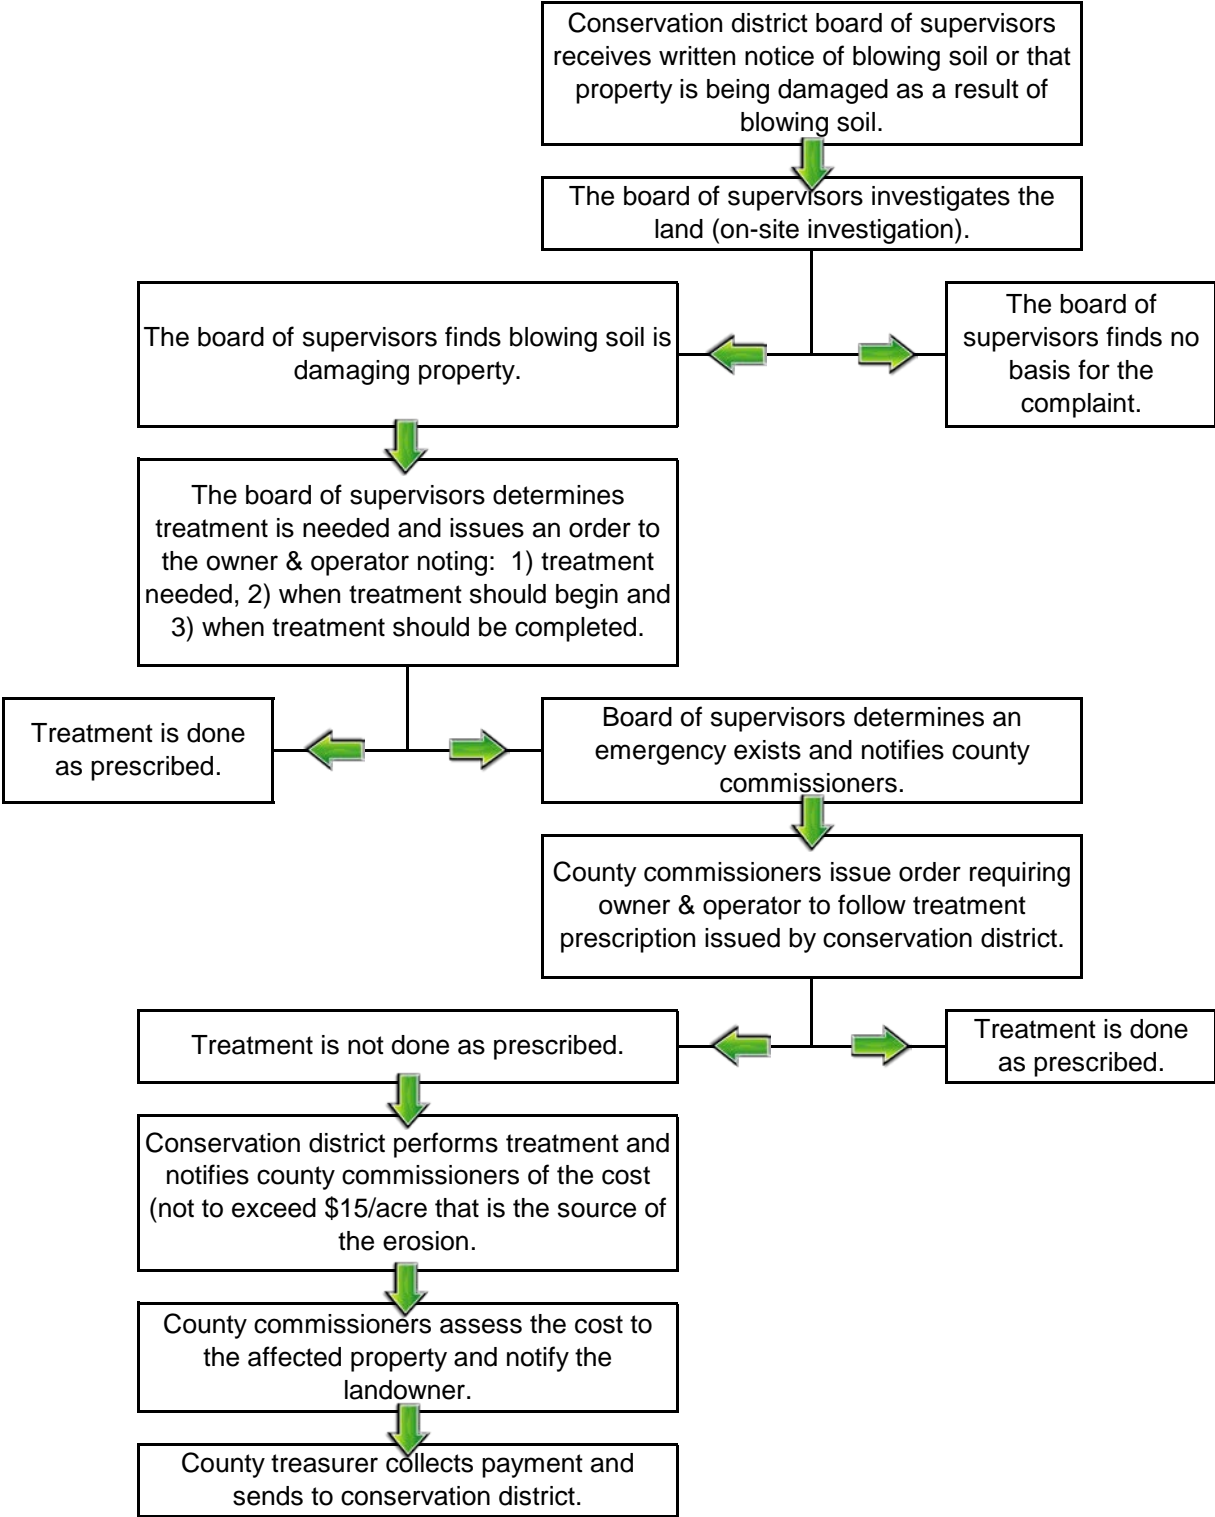 Conservation district board of supervisors
receives written notice of blowing soil or that
property is being damaged as a result of
blowing soil.
The board of supervisors investigates the
land (on-site investigation).
The board of supervisors finds blowing soil is
damaging property.
The board of
supervisors finds no
basis for the
complaint.
The board of supervisors determines
treatment is needed and issues an order to
the owner & operator noting:  1) treatment
needed, 2) when treatment should begin and
3) when treatment should be completed.
Treatment is done
as prescribed.
Board of supervisors determines an
emergency exists and notifies county
commissioners.
County commissioners issue order requiring
owner & operator to follow treatment
prescription issued by conservation district.
Treatment is not done as prescribed.
Treatment is done
as prescribed.
Conservation district performs treatment and
notifies county commissioners of the cost
(not to exceed $15/acre that is the source of
the erosion.
County commissioners assess the cost to
the affected property and notify the
landowner.
County treasurer collects payment and
sends to conservation district.